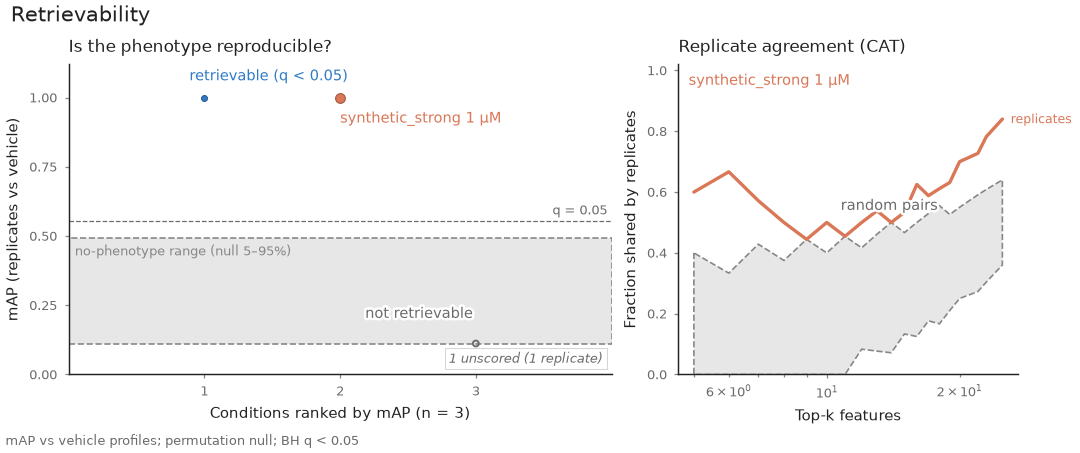 Retrievability
Is the phenotype reproducible?
mAP (replicates vs vehicle)
1.00
0.75
0.50
0.25
0.00
retrievable (q < 0.05)
synthetic_strong 1 µM
q = 0.05
no-phenotype range (null 5–95%)
not retrievable
1 unscored (1 replicate)
1
2
3
Conditions ranked by mAP (n = 3)
Replicate agreement (CAT)
Fraction shared by replicates
1.0
0.8
0.6
0.4
0.2
0.0
synthetic_strong 1 µM
replicates
random pairs
6 × 10⁰
10¹
2 × 10¹
Top-k features
mAP vs vehicle profiles; permutation null; BH q < 0.05